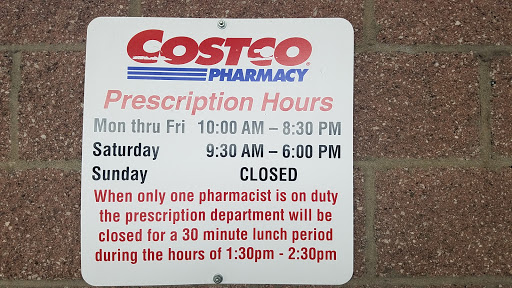 COSTCO
PHARMACY
Prescription Hours
Mon thru Fri 10:00 AM – 8:30 PM
Saturday 9:30 AM – 6:00 PM
Sunday CLOSED
When only one pharmacist is on duty
the prescription department will be
closed for a 30 minute lunch period
during the hours of 1:30pm - 2:30pm